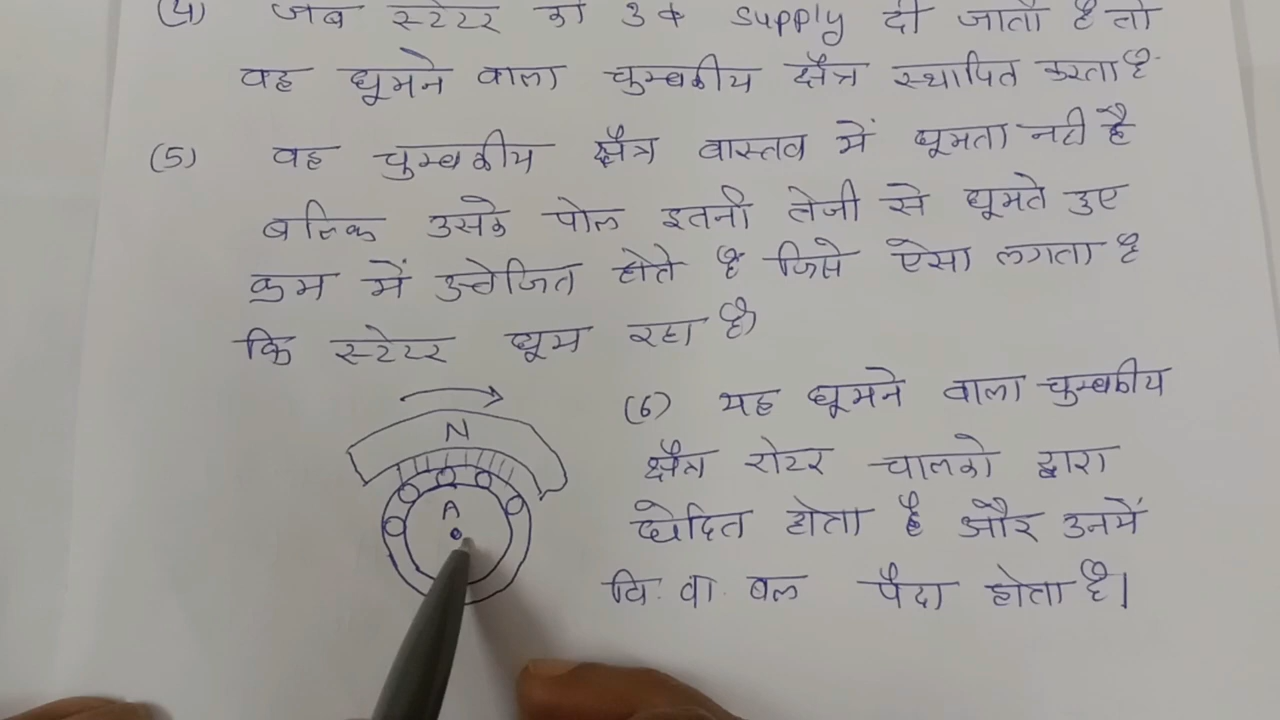 (4) जब स्टेटर को 3 ф supply दी जाती है तो
वह घूमने वाला चुम्बकीय क्षैत्र स्थापित करता है
(5) वह चुम्बकीय क्षैत्र वास्तव में घूमता नही है
बल्कि उसके पोल इतनी तेजी से घूमते हुए
क्रम में उत्तेजित होते है जिसे ऐसा लगता है
कि स्टेटर घूम रहा है
(6) यह घूमने वाला चुम्बकीय
क्षैत्र रोटर चालको द्वारा
छेदित होता है और उनमें
वि. वा. बल पैदा होता है।
N
A